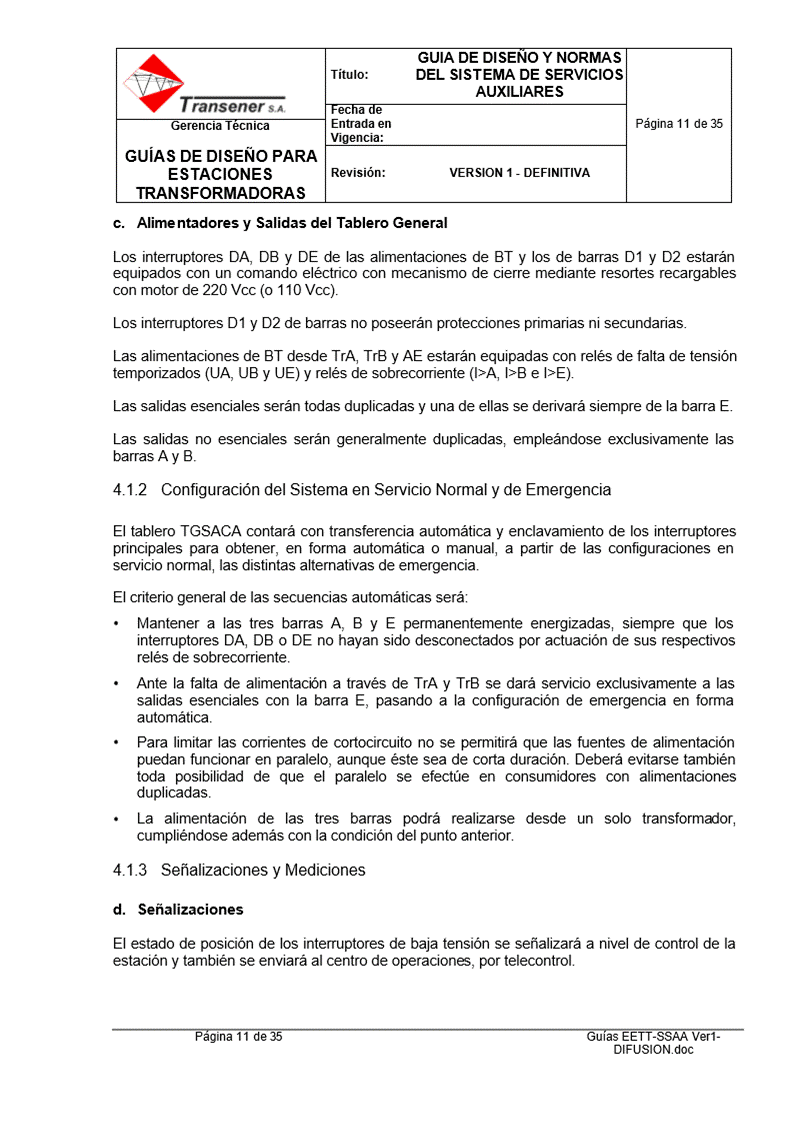 Transener S.A.
Gerencia Técnica
GUÍAS DE DISEÑO PARA
ESTACIONES
TRANSFORMADORAS
Título:
GUIA DE DISEÑO Y NORMAS
DEL SISTEMA DE SERVICIOS
AUXILIARES
Fecha de
Entrada en
Vigencia:
Revisión:
VERSION 1 - DEFINITIVA
Página 11 de 35
c. Alimentadores y Salidas del Tablero General
Los interruptores DA, DB y DE de las alimentaciones de BT y los de barras D1 y D2 estarán
equipados con un comando eléctrico con mecanismo de cierre mediante resortes recargables
con motor de 220 Vcc (o 110 Vcc).
Los interruptores D1 y D2 de barras no poseerán protecciones primarias ni secundarias.
Las alimentaciones de BT desde TrA, TrB y AE estarán equipadas con relés de falta de tensión
temporizados (UA, UB y UE) y relés de sobrecorriente (I>A, I>B e I>E).
Las salidas esenciales serán todas duplicadas y una de ellas se derivará siempre de la barra E.
Las salidas no esenciales serán generalmente duplicadas, empleándose exclusivamente las
barras A y B.
4.1.2 Configuración del Sistema en Servicio Normal y de Emergencia
El tablero TGSACA contará con transferencia automática y enclavamiento de los interruptores
principales para obtener, en forma automática o manual, a partir de las configuraciones en
servicio normal, las distintas alternativas de emergencia.
El criterio general de las secuencias automáticas será:
• Mantener a las tres barras A, B y E permanentemente energizadas, siempre que los
interruptores DA, DB o DE no hayan sido desconectados por actuación de sus respectivos
relés de sobrecorriente.
• Ante la falta de alimentación a través de TrA y TrB se dará servicio exclusivamente a las
salidas esenciales con la barra E, pasando a la configuración de emergencia en forma
automática.
• Para limitar las corrientes de cortocircuito no se permitirá que las fuentes de alimentación
puedan funcionar en paralelo, aunque éste sea de corta duración. Deberá evitarse también
toda posibilidad de que el paralelo se efectúe en consumidores con alimentaciones
duplicadas.
• La alimentación de las tres barras podrá realizarse desde un solo transformador,
cumpliéndose además con la condición del punto anterior.
4.1.3 Señalizaciones y Mediciones
d. Señalizaciones
El estado de posición de los interruptores de baja tensión se señalizará a nivel de control de la
estación y también se enviará al centro de operaciones, por telecontrol.
Página 11 de 35
Guías EETT-SSAA Ver1-
DIFUSION.doc